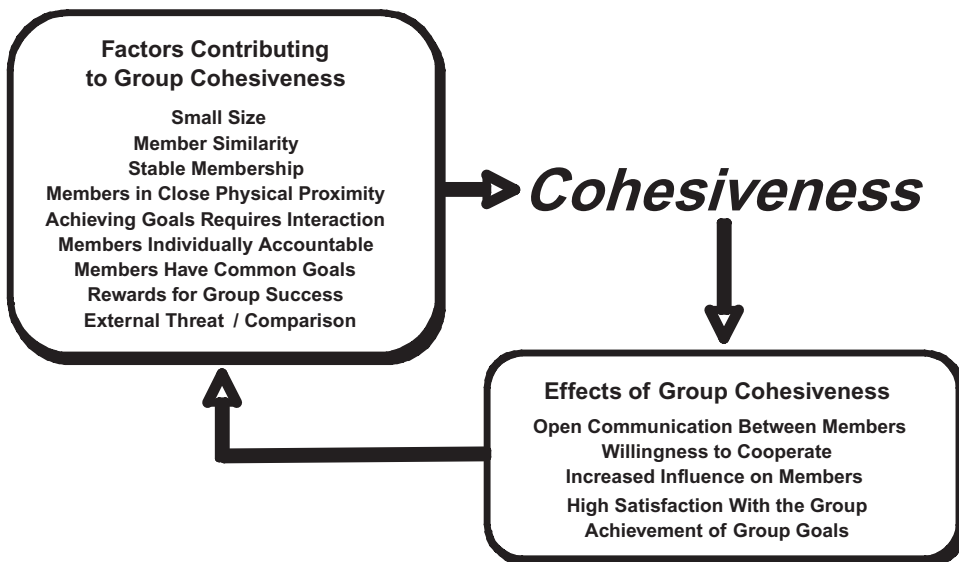 Factors Contributing
to Group Cohesiveness
Small Size
Member Similarity
Stable Membership
Members in Close Physical Proximity
Achieving Goals Requires Interaction
Members Individually Accountable
Members Have Common Goals
Rewards for Group Success
External Threat / Comparison
Cohesiveness
Effects of Group Cohesiveness
Open Communication Between Members
Willingness to Cooperate
Increased Influence on Members
High Satisfaction With the Group
Achievement of Group Goals